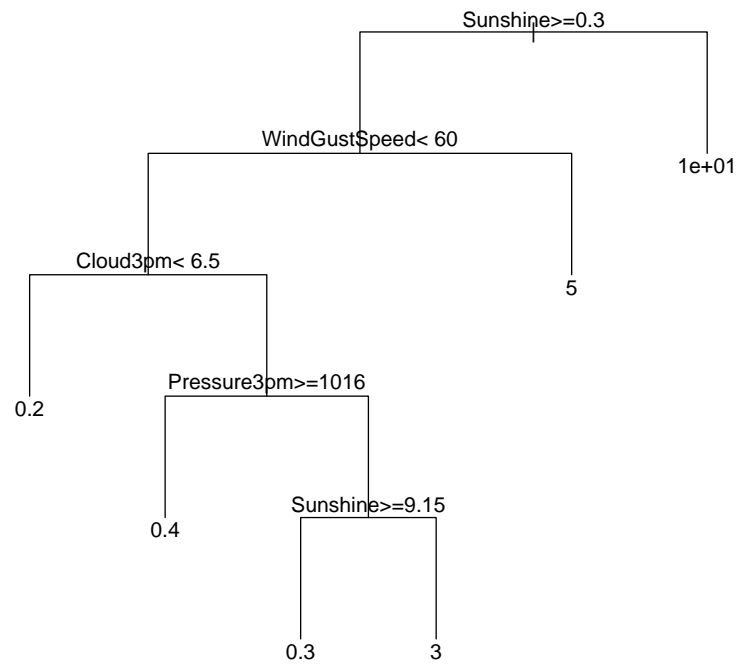 Sunshine>=0.3
WindGustSpeed< 60
1e+01
Cloud3pm< 6.5
5
Pressure3pm>=1016
0.2
Sunshine>=9.15
0.4
0.3
3